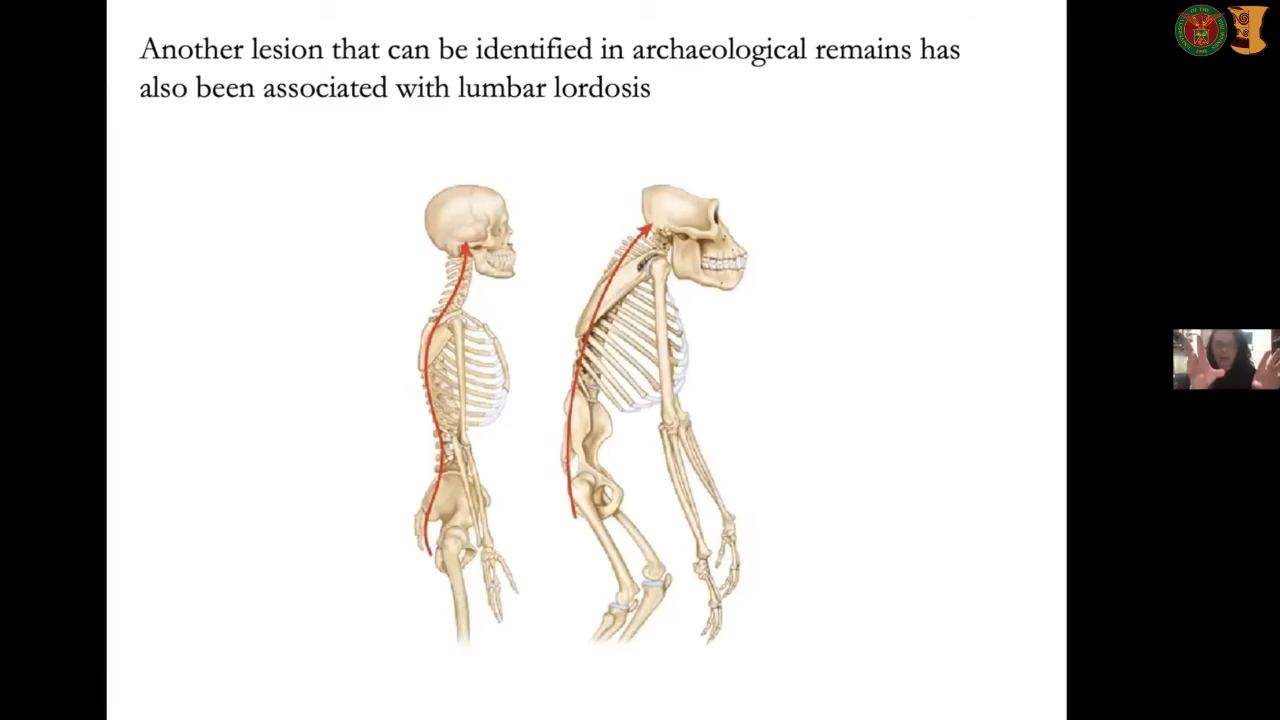 Another lesion that can be identified in archaeological remains has
also been associated with lumbar lordosis